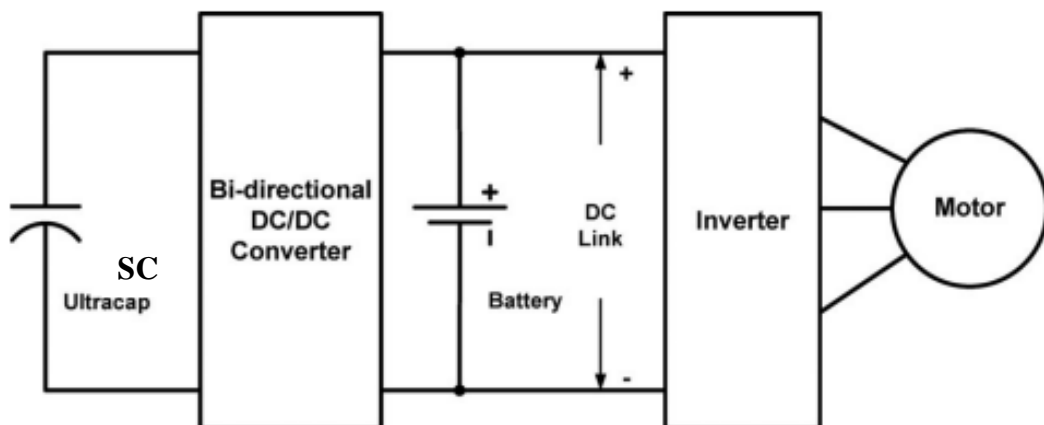 SC
Ultracap
Bi-directional
DC/DC
Converter
+
I
Battery
+
DC
Link
-
Inverter
Motor